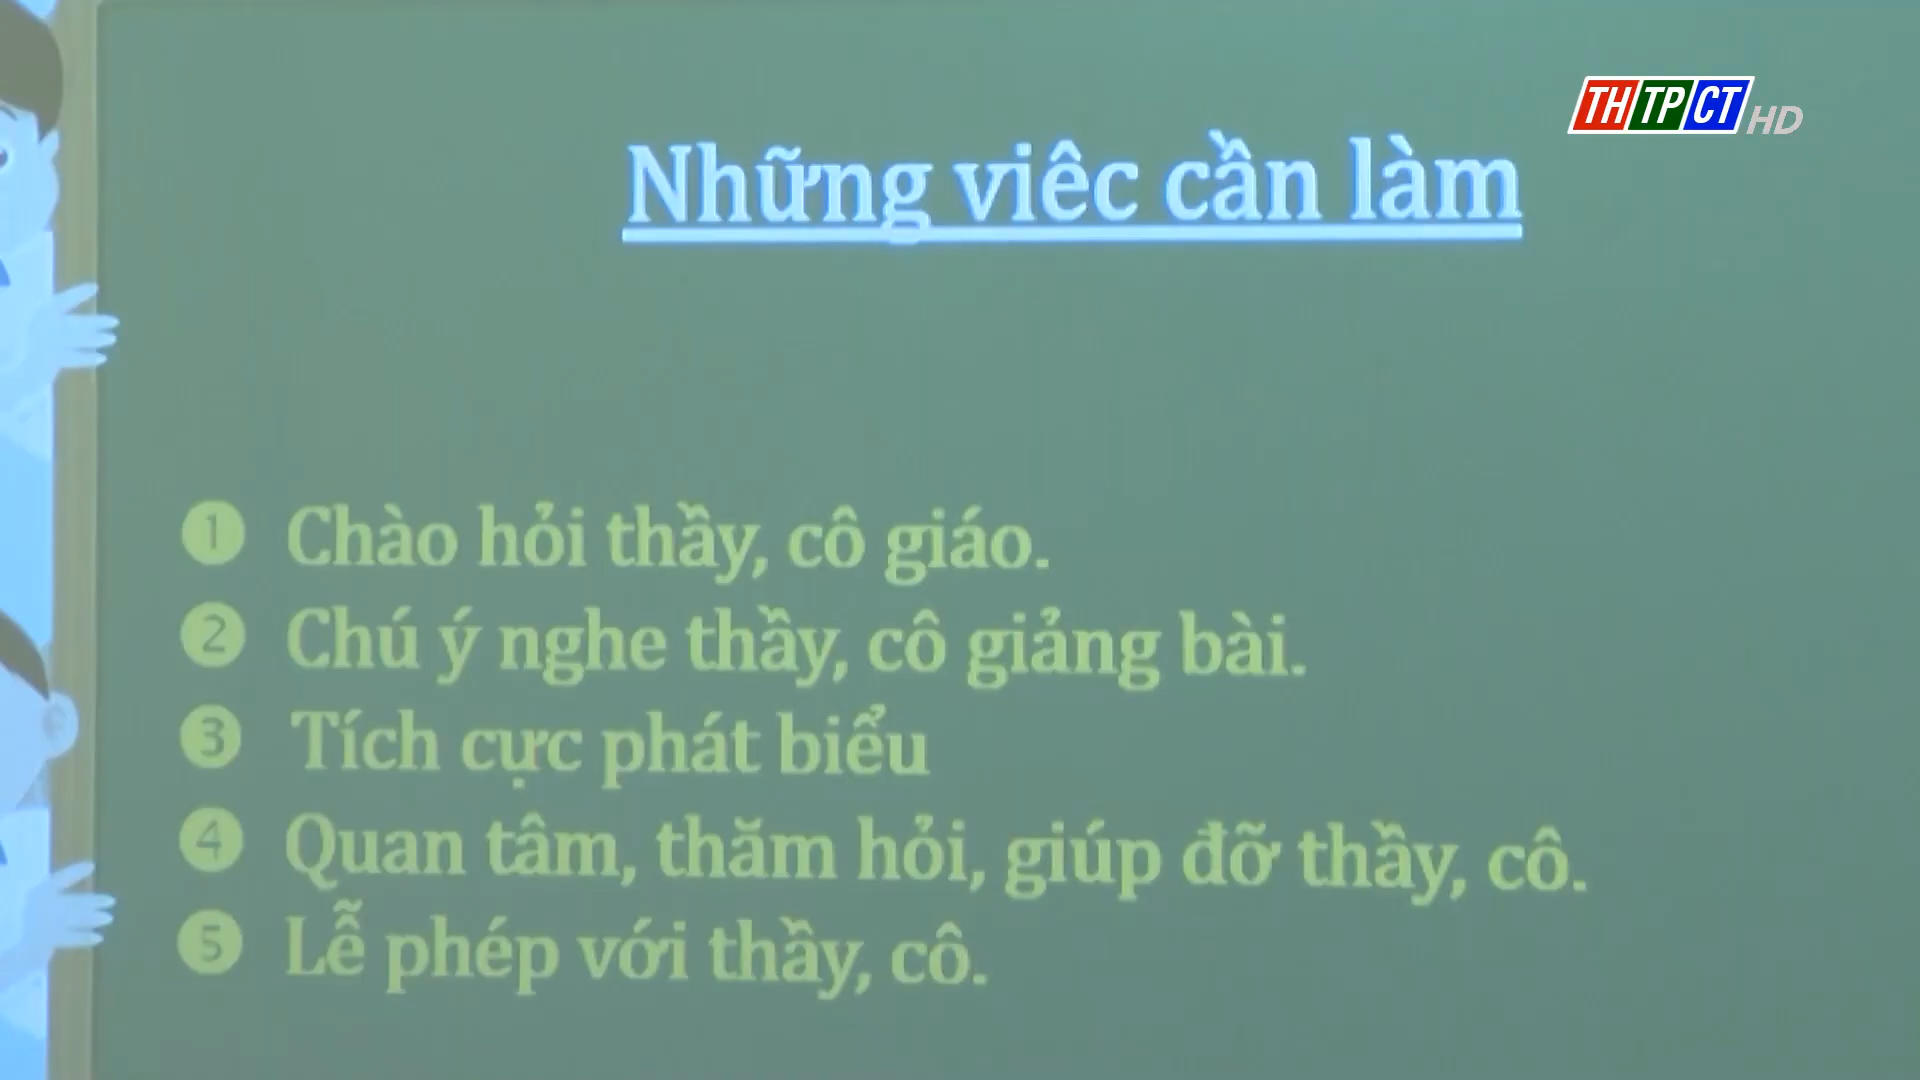 THTPCT HD
Những viêc cần làm
1 Chào hỏi thầy, cô giáo.
2 Chú ý nghe thầy, cô giảng bài.
3 Tích cực phát biểu
4 Quan tâm, thăm hỏi, giúp đỡ thầy, cô.
5 Lễ phép với thầy, cô.